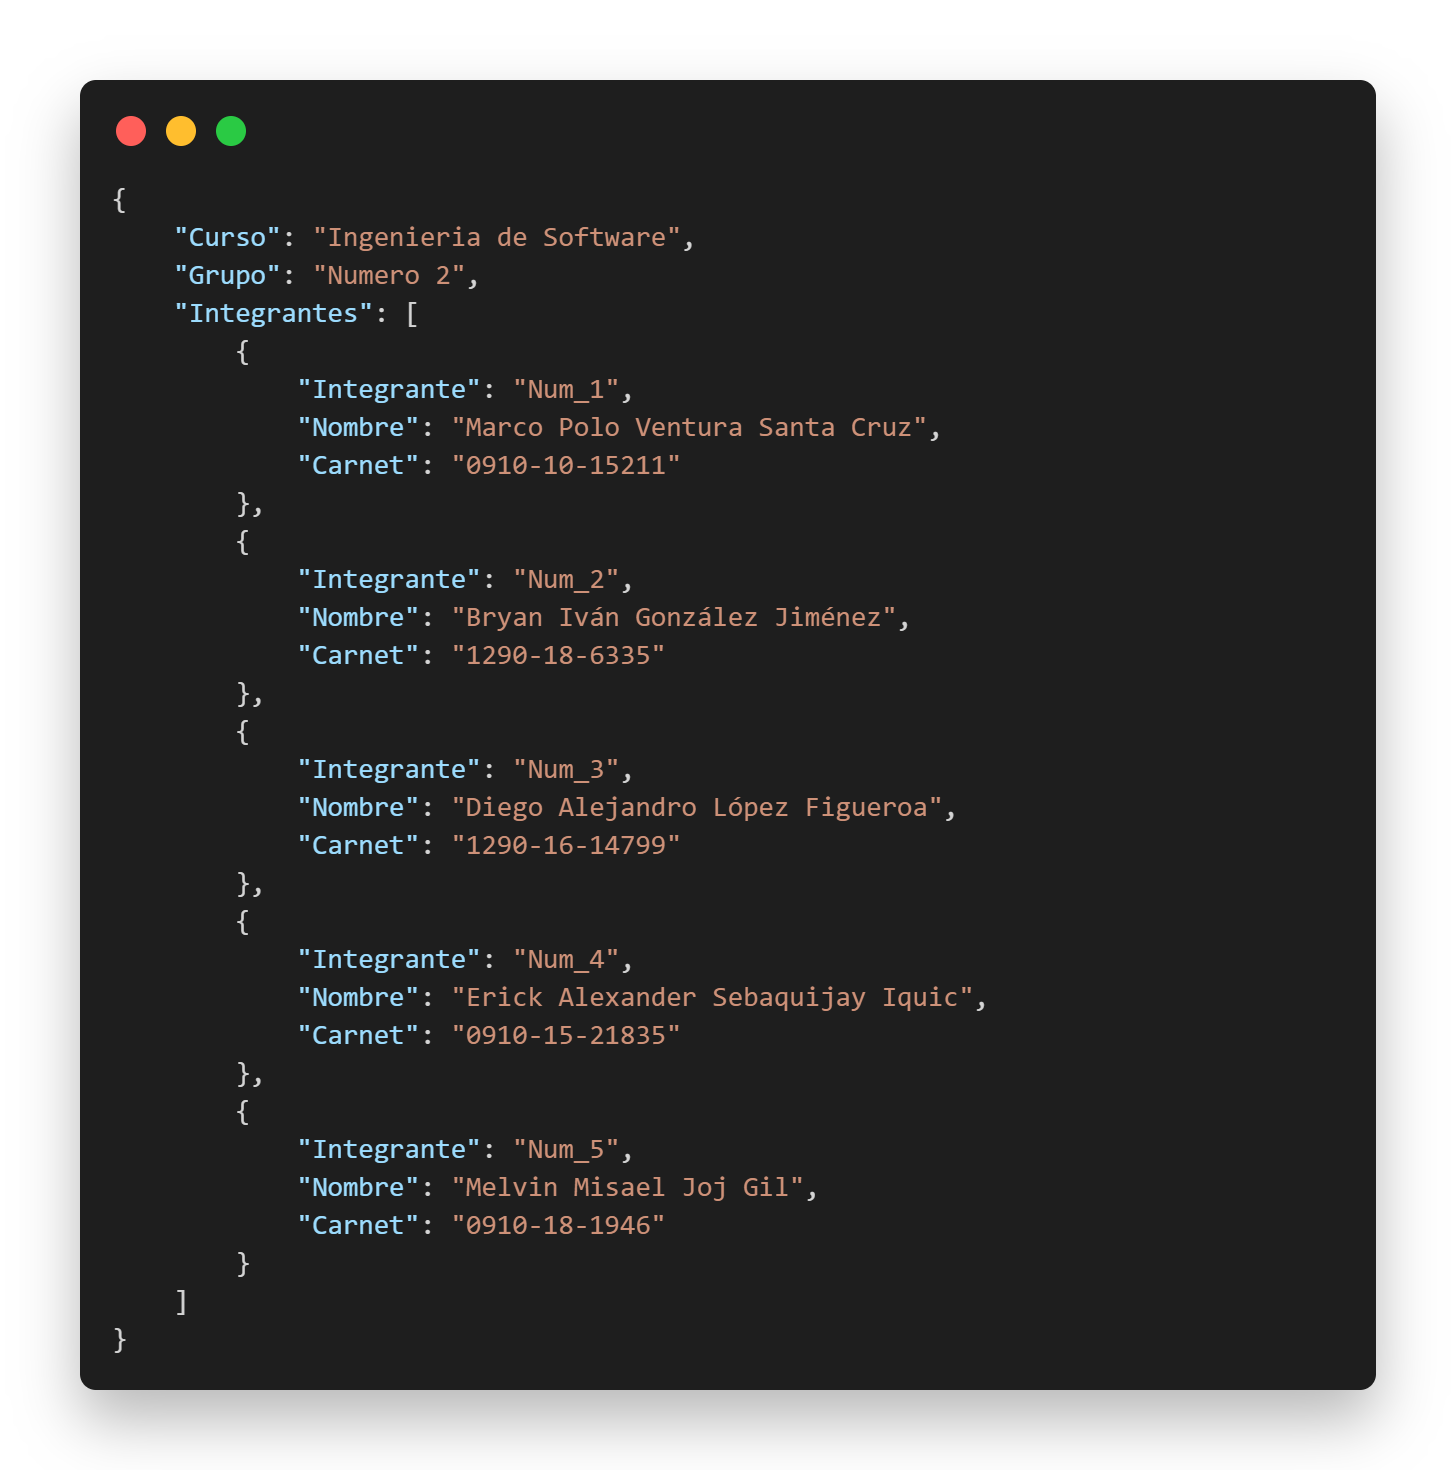 {
    "Curso": "Ingenieria de Software",
    "Grupo": "Numero 2",
    "Integrantes": [
        {
            "Integrante": "Num_1",
            "Nombre": "Marco Polo Ventura Santa Cruz",
            "Carnet": "0910-10-15211"
        },
        {
            "Integrante": "Num_2",
            "Nombre": "Bryan Iván González Jiménez",
            "Carnet": "1290-18-6335"
        },
        {
            "Integrante": "Num_3",
            "Nombre": "Diego Alejandro López Figueroa",
            "Carnet": "1290-16-14799"
        },
        {
            "Integrante": "Num_4",
            "Nombre": "Erick Alexander Sebaquijay Iquic",
            "Carnet": "0910-15-21835"
        },
        {
            "Integrante": "Num_5",
            "Nombre": "Melvin Misael Joj Gil",
            "Carnet": "0910-18-1946"
        }
    ]
}